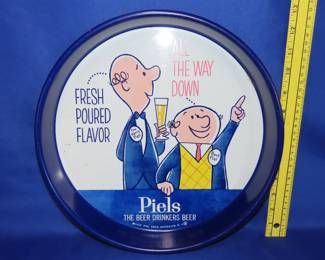 FRESH
POURED
FLAVOR
ALL
THE WAY
DOWN
Piels
THE BEER DRINKERS BEER